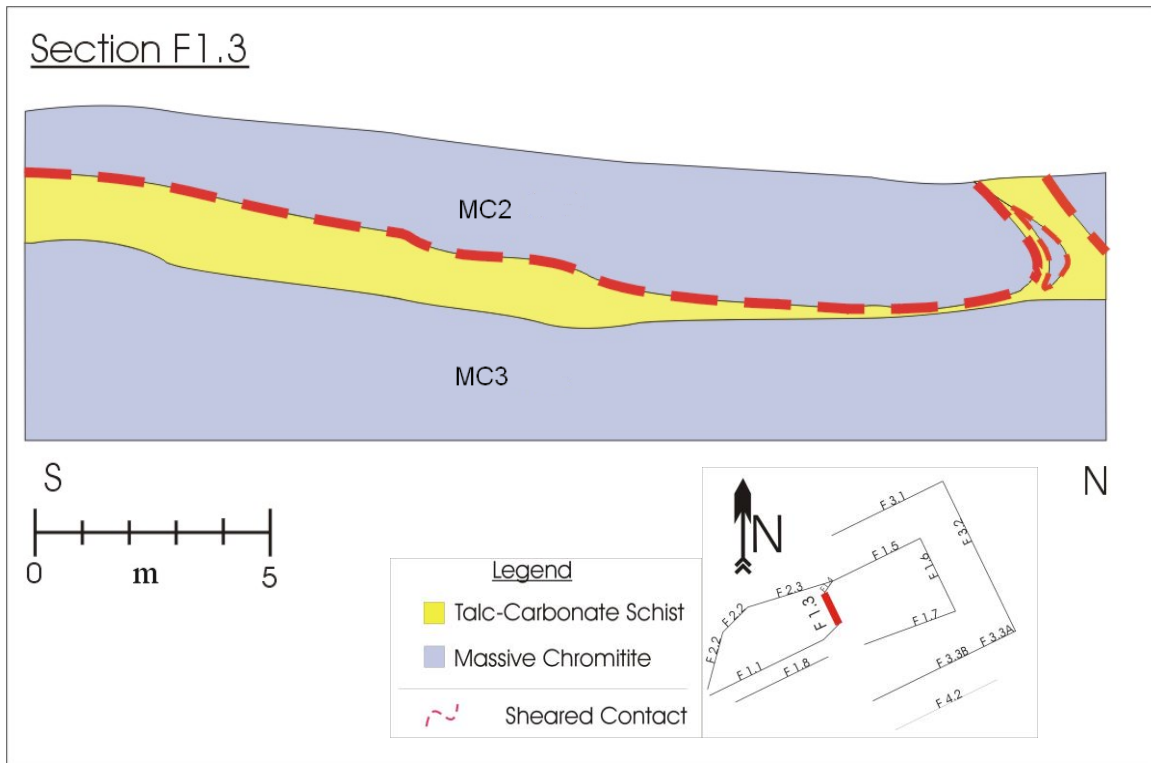 Section F1.3
MC2
MC3
S
N
0 m 5
Legend
Talc-Carbonate Schist
Massive Chromitite
Sheared Contact
N
F 3.1
F 3.2
F 1.5
F 1.6
F 2.3
F1.4
F 2.2
F 1.3
F 2.2
F 1.7
F 1.1
F 1.8
F 3.3A
F 3.3B
F 4.2